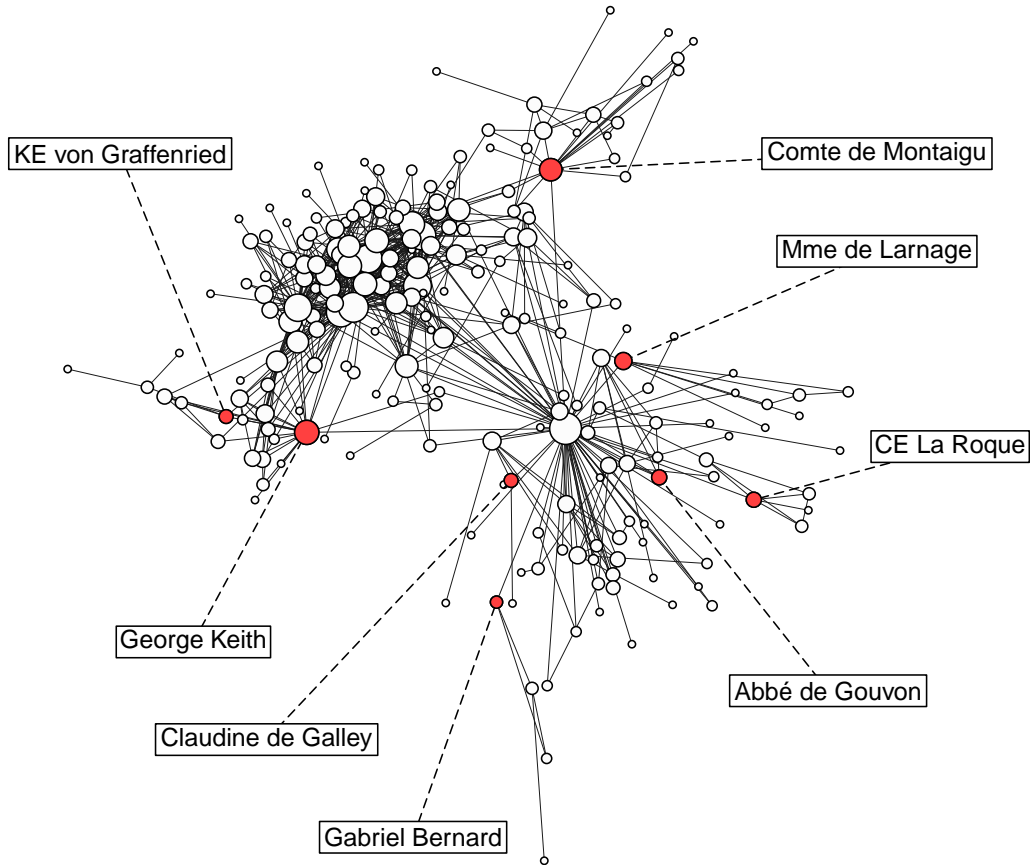 KE von Graffenried
Comte de Montaigu
Mme de Larnage
CE La Roque
George Keith
Abbé de Gouvon
Claudine de Galley
Gabriel Bernard